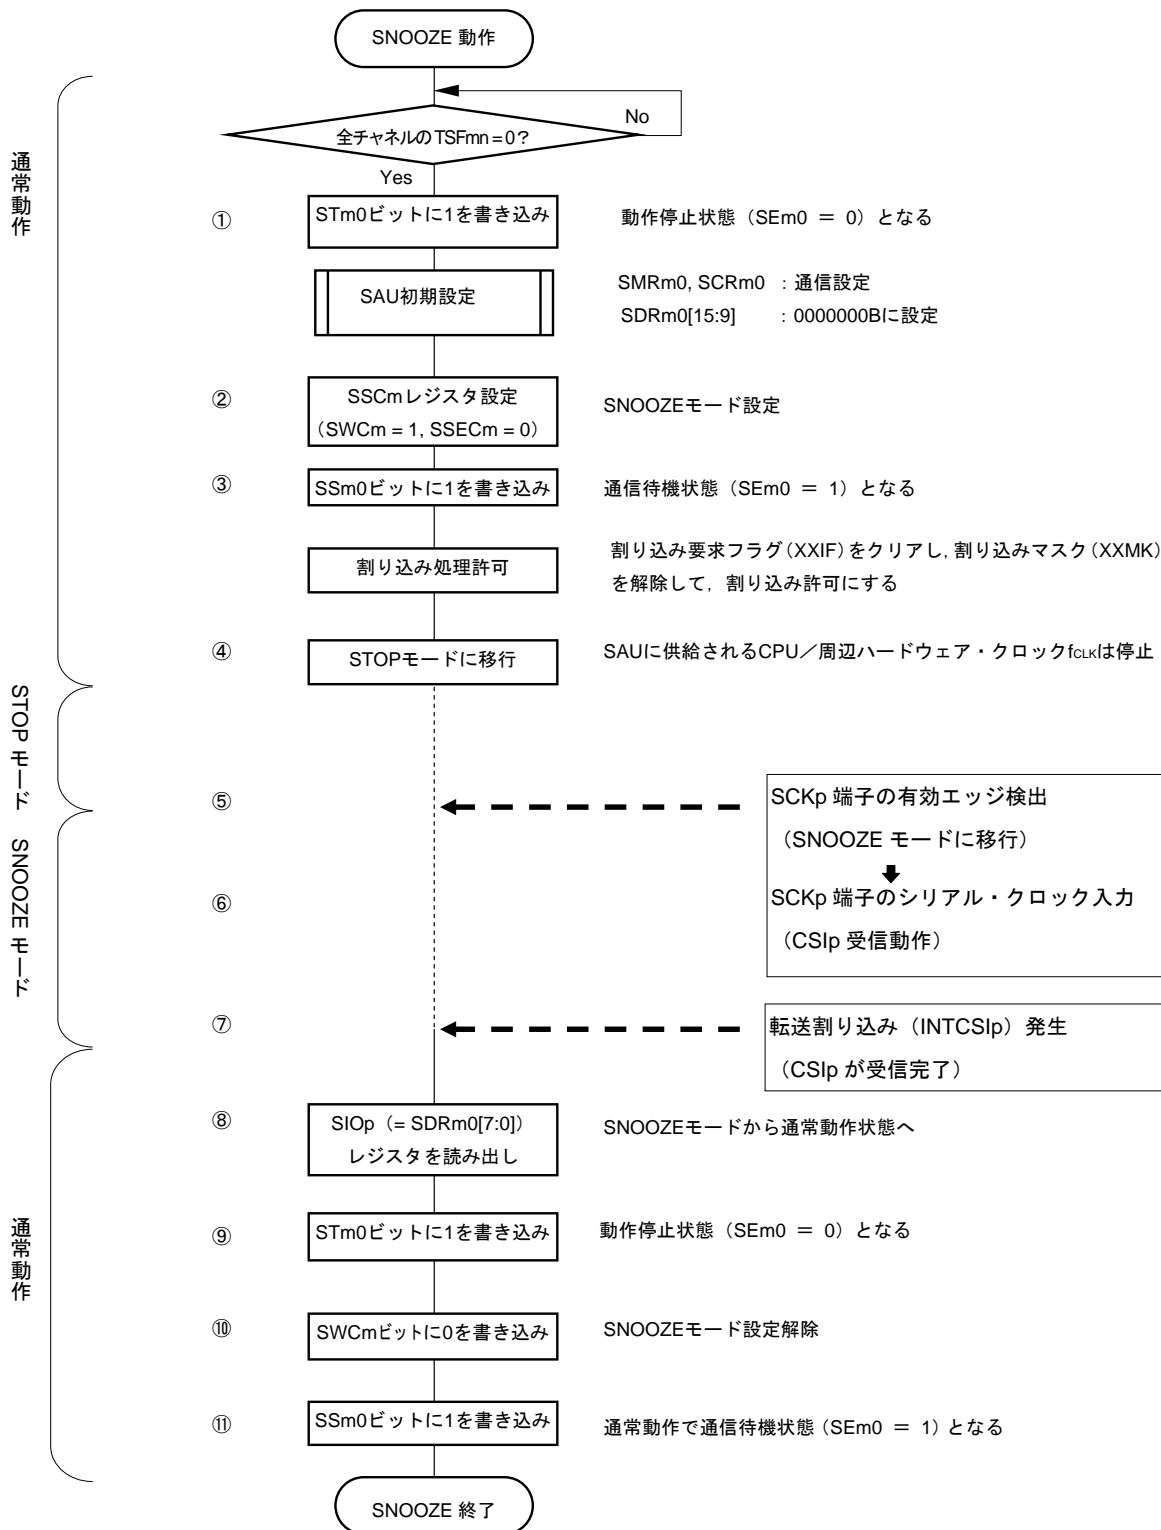 SNOOZE 動作
No
全チャネルのTSFmn = 0?
Yes
通常動作
① STm0ビットに1を書き込み 動作停止状態(SEm0 = 0)となる
SAU初期設定
SMRm0, SCRm0 :通信設定
SDRm0[15:9] :0000000Bに設定
② SSCmレジスタ設定
(SWCm = 1, SSECm = 0)
SNOOZEモード設定
③ SSm0ビットに1を書き込み 通信待機状態(SEm0 = 1)となる
割り込み処理許可
割り込み要求フラグ(XXIF)をクリアし,割り込みマスク(XXMK)
を解除して,割り込み許可にする
④ STOPモードに移行 SAUに供給されるCPU/周辺ハードウェア・クロックfCLKは停止
STOP モード
⑤ SCKp 端子の有効エッジ検出
(SNOOZE モードに移行)
SNOOZE モード
⑥ SCKp 端子のシリアル・クロック入力
(CSIp 受信動作)
⑦ 転送割り込み(INTCSIp)発生
(CSIp が受信完了)
通常動作
⑧ SIOp(= SDRm0[7:0])
レジスタを読み出し
SNOOZEモードから通常動作状態へ
⑨ STm0ビットに1を書き込み 動作停止状態(SEm0 = 0)となる
⑩ SWCmビットに0を書き込み SNOOZEモード設定解除
⑪ SSm0ビットに1を書き込み 通常動作で通信待機状態(SEm0 = 1)となる
SNOOZE 終了